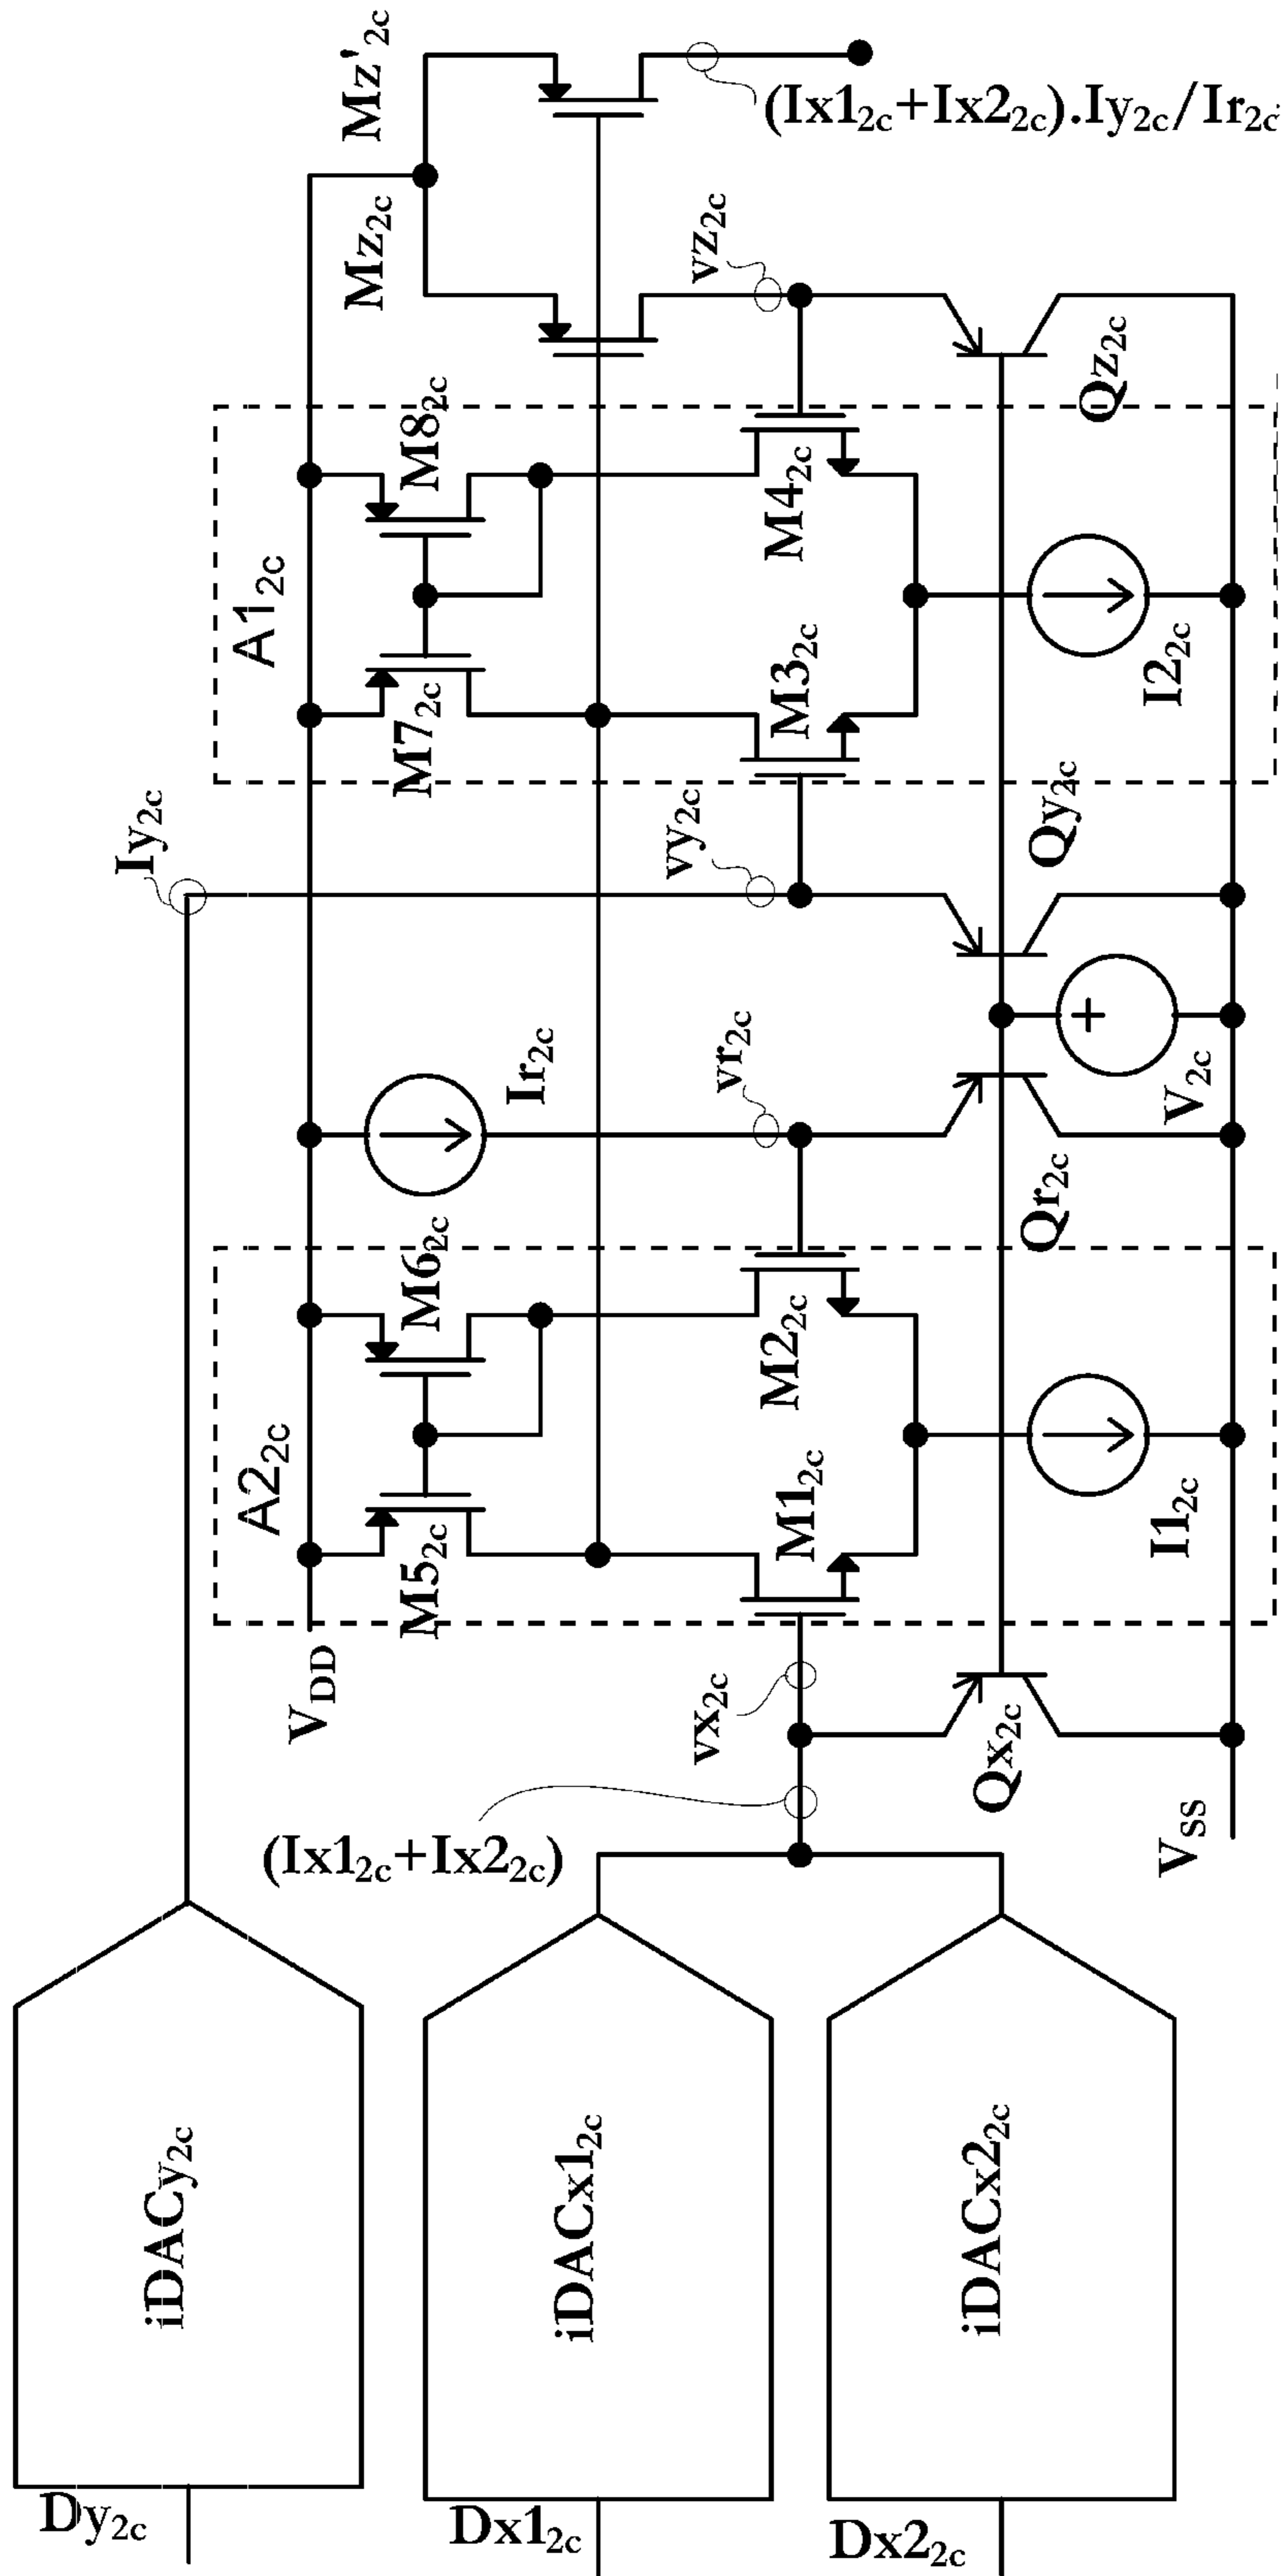 Mz'2c
(Ix12c+Ix22c).Iy2c/Ir2c
Mz2c
vz2c
Qz2c
M82c
A12c
M42c
M72c
M32c
I22c
Iy2c
vy2c
Qy2c
Ir2c
vr2c
V2c
Qr2c
M62c
A22c
M22c
M52c
M12c
I12c
VDD
vx2c
Qx2c
VSS
(Ix12c+Ix22c)
iDACy2c
iDACx12c
iDACx22c
Dy2c
Dx12c
Dx22c